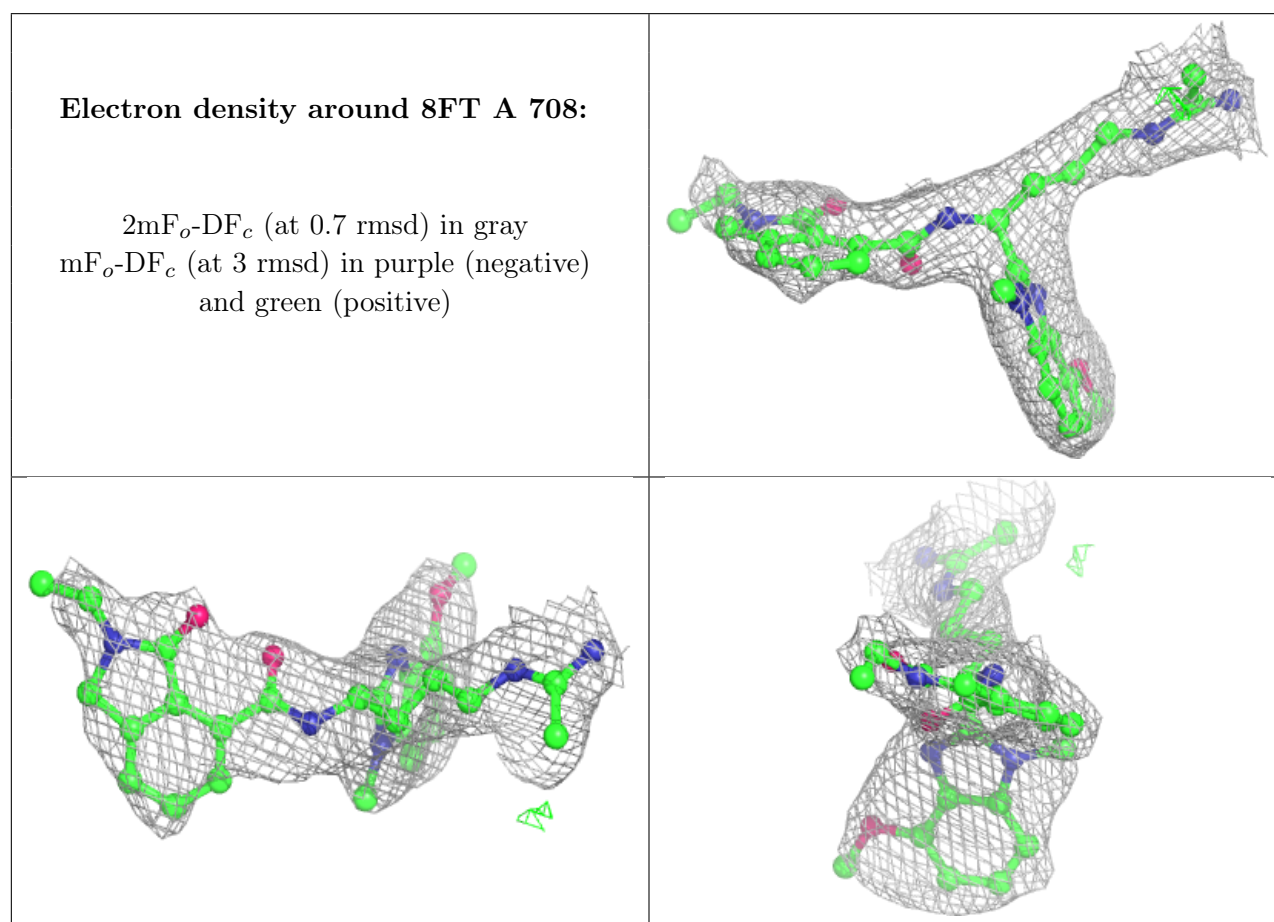 Electron density around 8FT A 708:
2mFo-DFc (at 0.7 rmsd) in gray
mFo-DFc (at 3 rmsd) in purple (negative)
and green (positive)